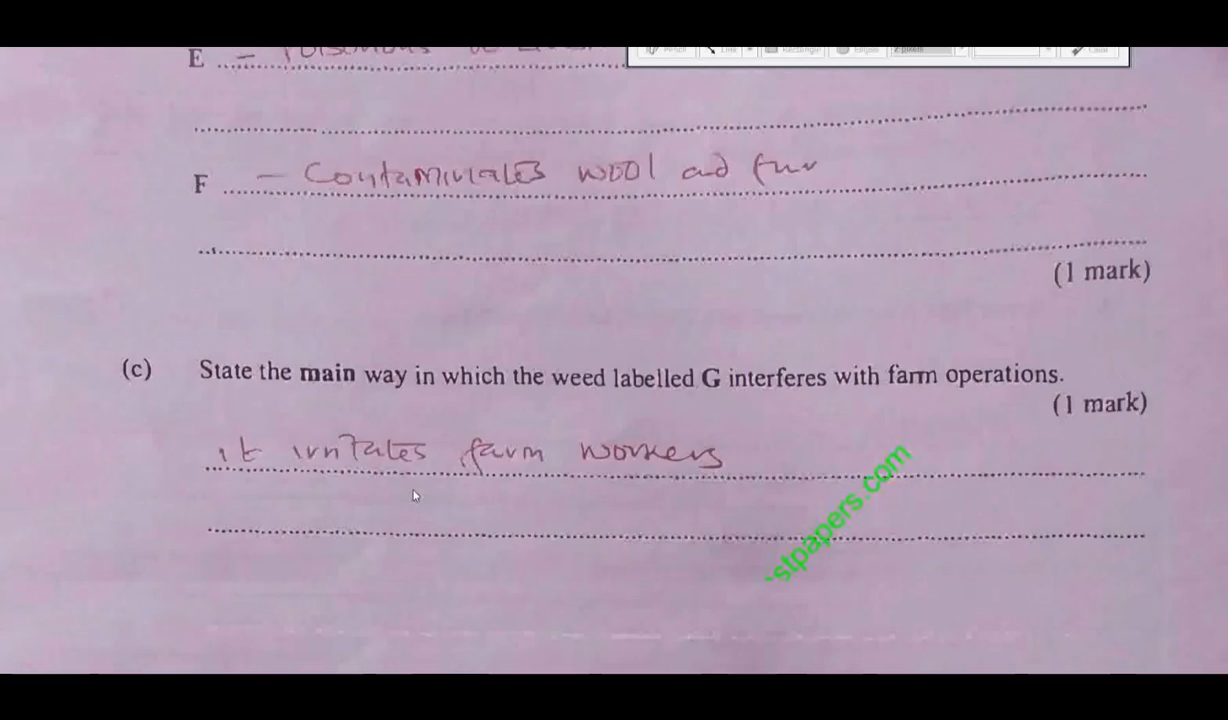 E - Poisonous
F - Contaminates wool and fur
(1 mark)
(c) State the main way in which the weed labelled G interferes with farm operations.
(1 mark)
it irritates farm workers
stpapers.com